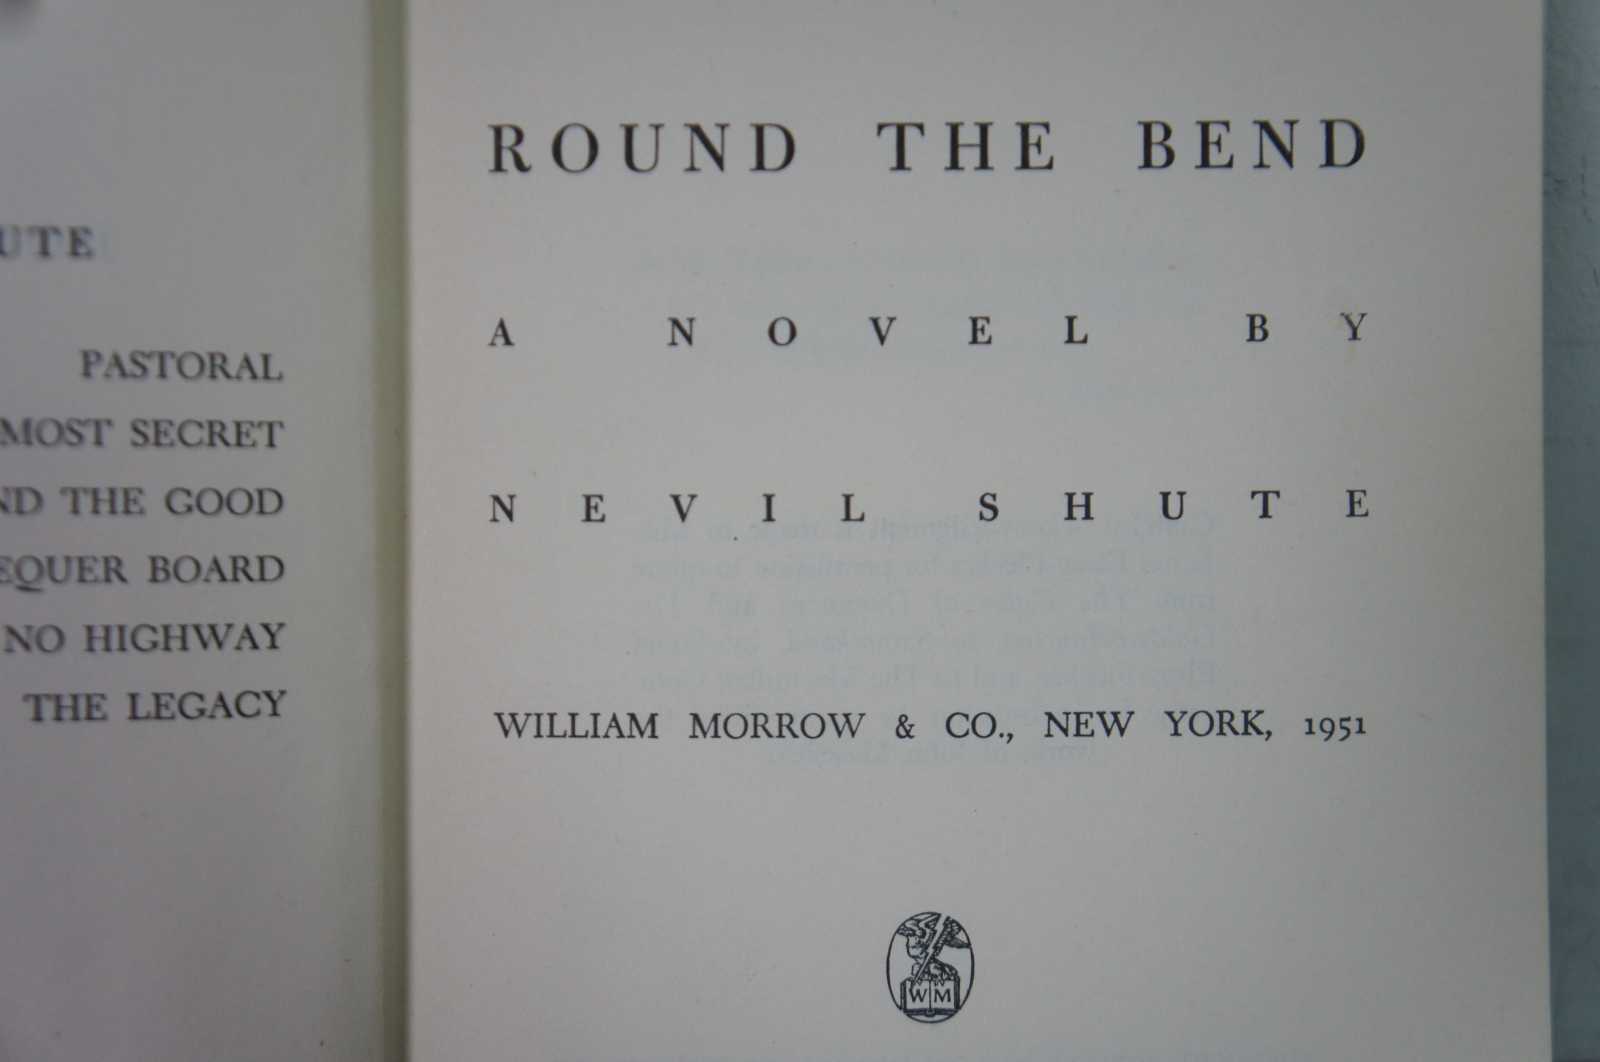 UTE
PASTORAL
MOST SECRET
ND THE GOOD
EQUER BOARD
NO HIGHWAY
THE LEGACY
ROUND THE BEND
A NOVEL BY
NEVIL SHUTE
WILLIAM MORROW & CO., NEW YORK, 1951
W M